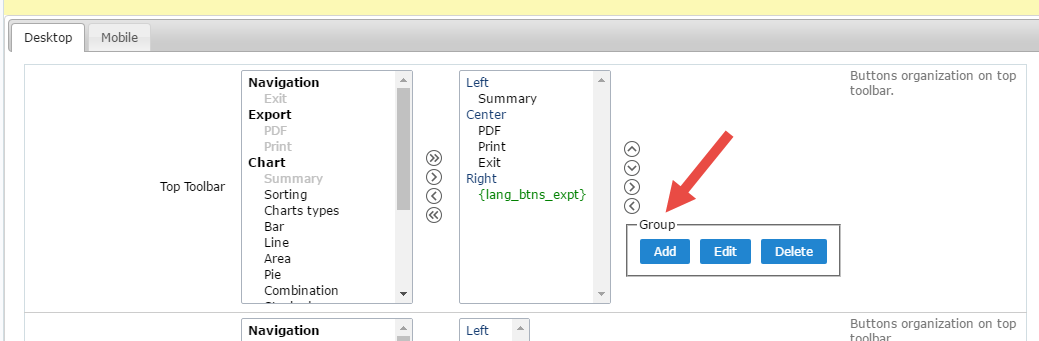 Desktop
Mobile
Top Toolbar
Navigation
Exit
Export
PDF
Print
Chart
Summary
Sorting
Charts types
Bar
Line
Area
Pie
Combination
Left
Summary
Center
PDF
Print
Exit
Right
{lang_btns_expt}
Group
Add
Edit
Delete
Buttons organization on top
toolbar.
Navigation
Left
Buttons organization on top
toolbar